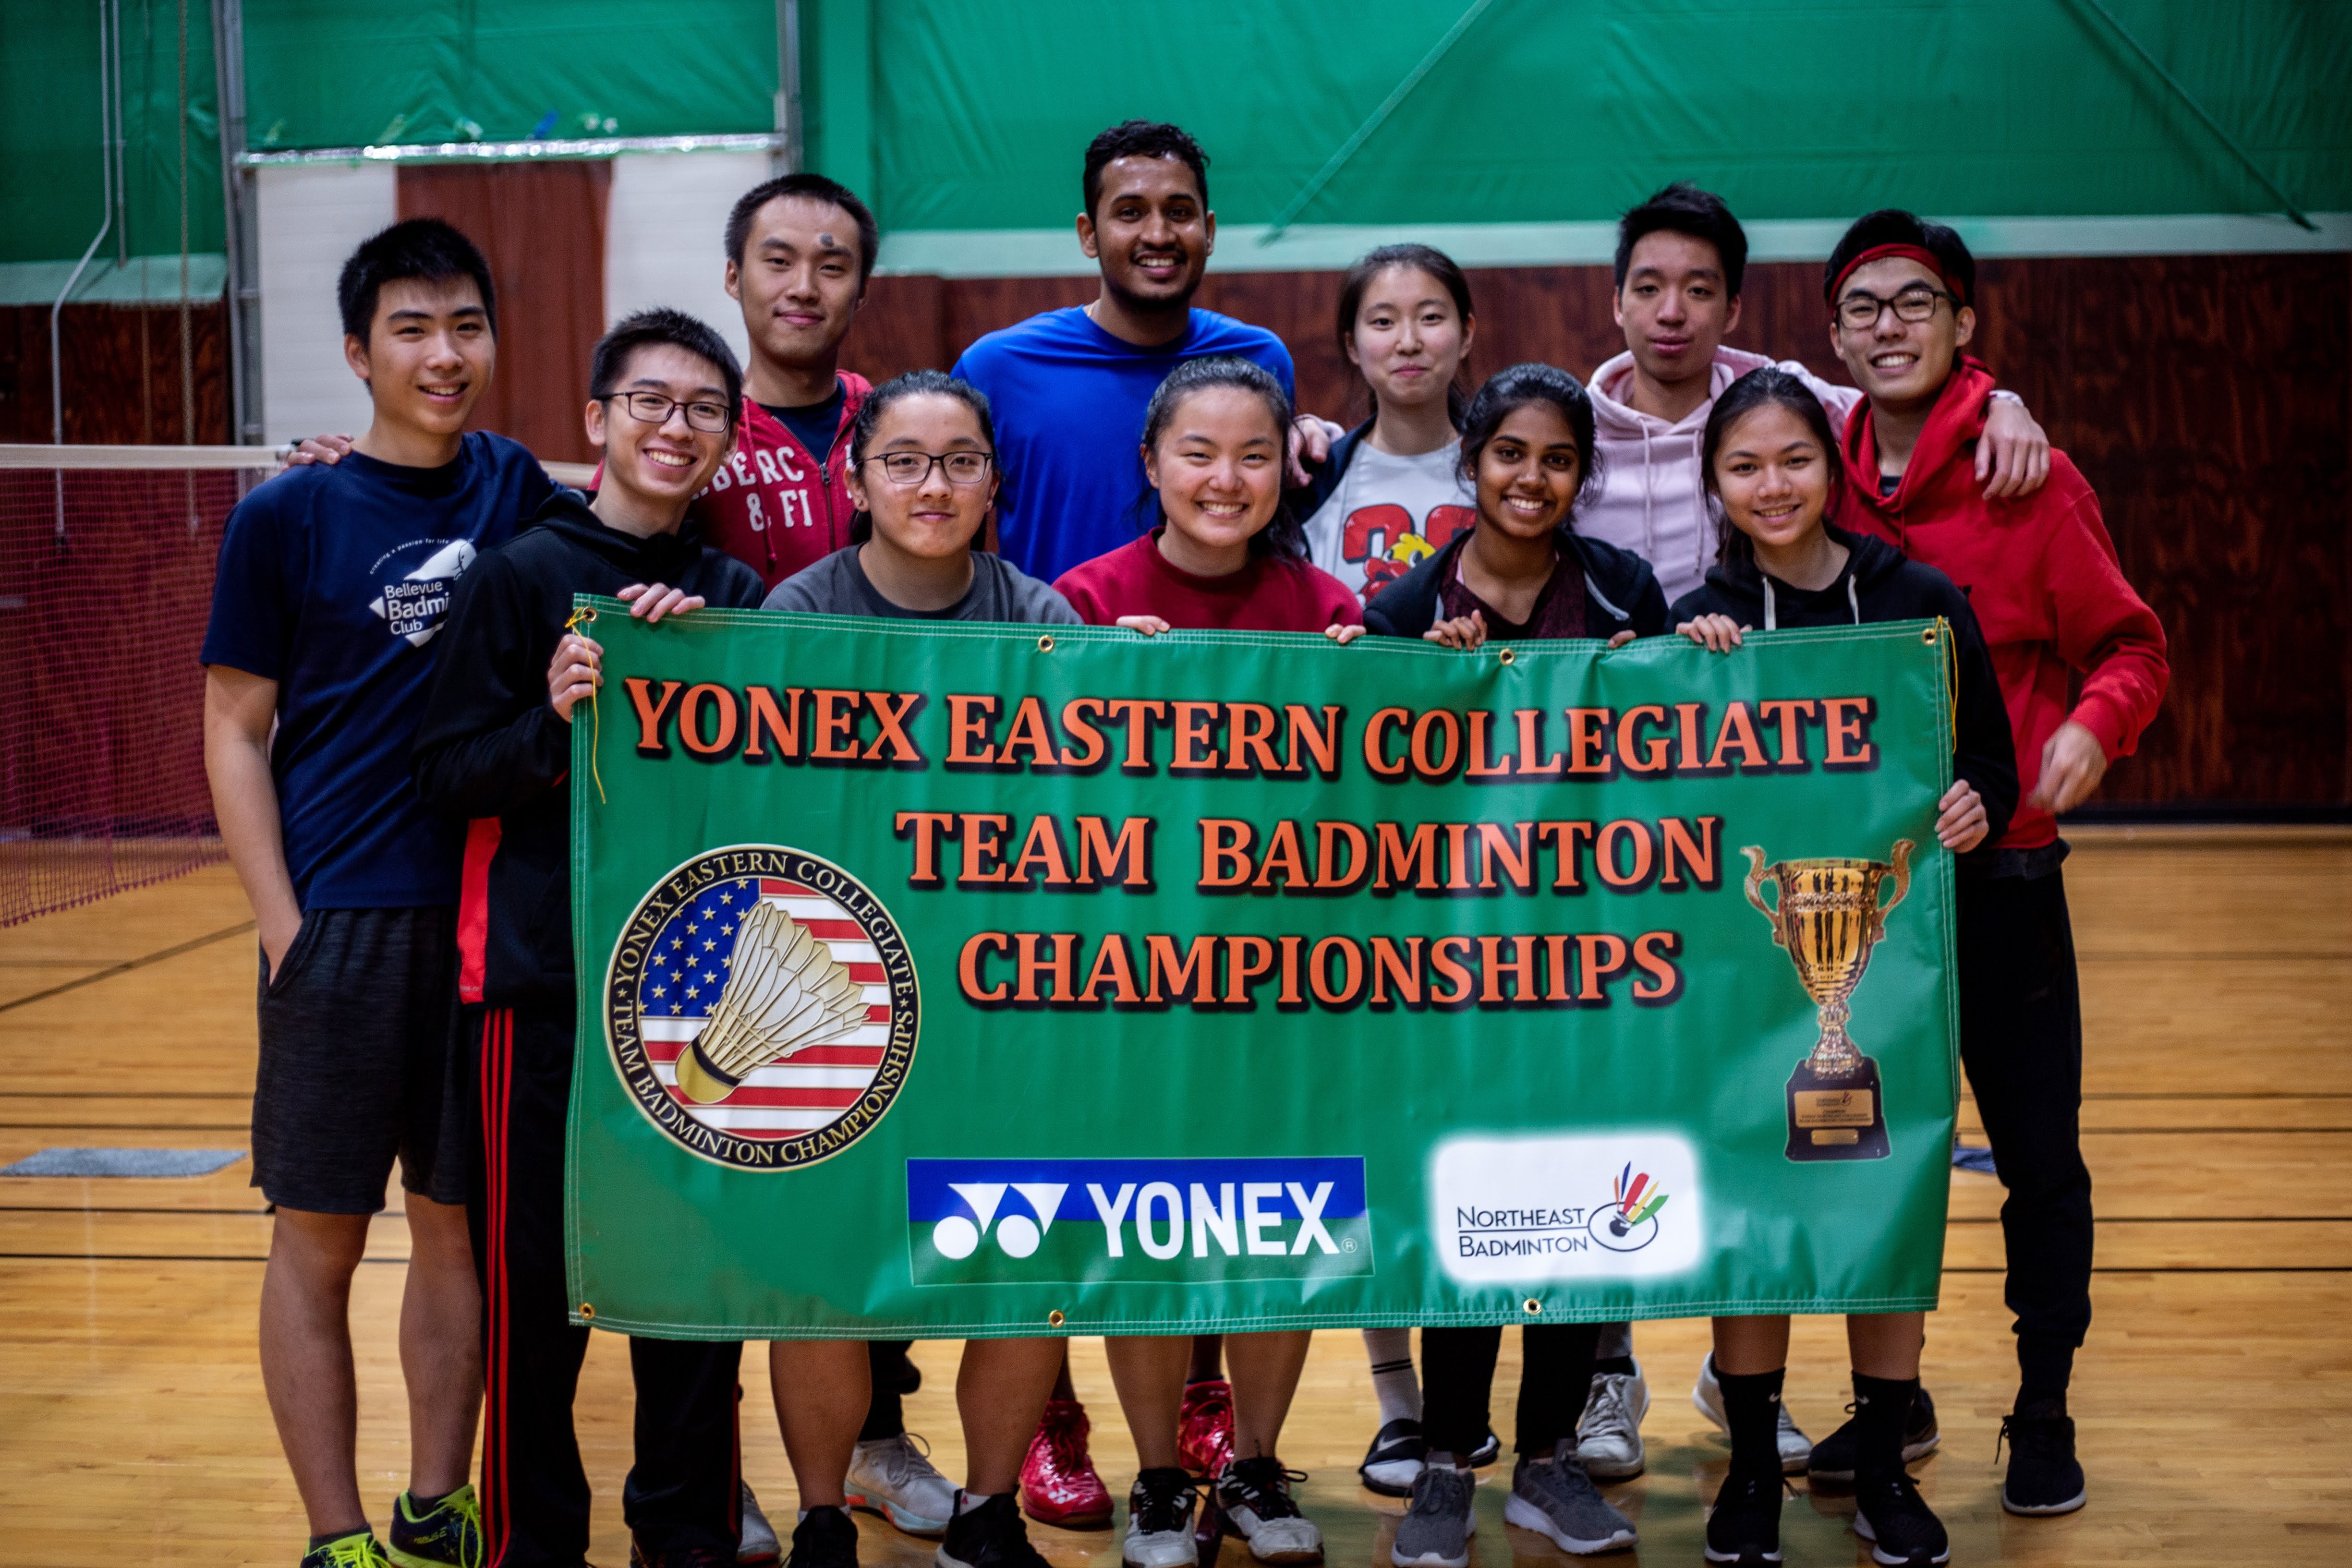 YONEX EASTERN COLLEGIATE
TEAM BADMINTON
CHAMPIONSHIPS
YONEX EASTERN COLLEGIATE
TEAM BADMINTON CHAMPIONSHIPS
YONEX®
NORTHEAST
BADMINTON
Bellevue
Badmi
Club
BERC
& FI